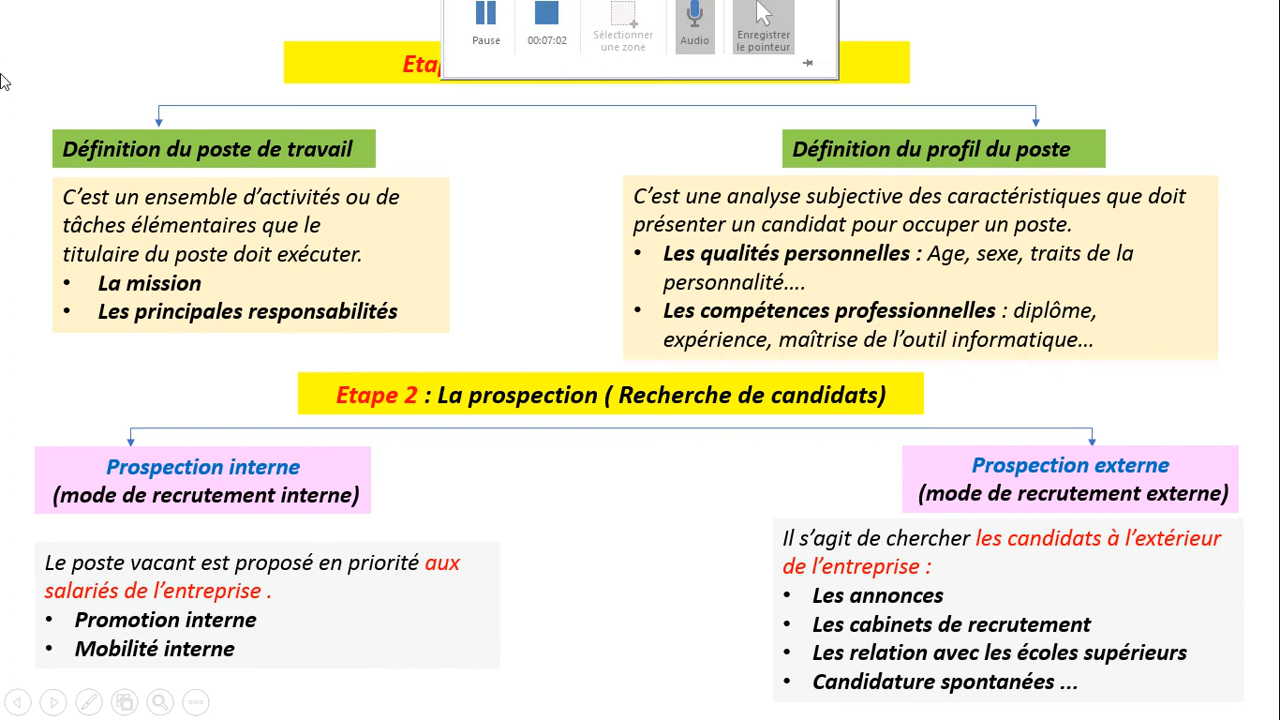 Pause
00:07:02
Sélectionner
une zone
Audio
Enregistrer
le pointeur
Définition du poste de travail
C’est un ensemble d’activités ou de
tâches élémentaires que le
titulaire du poste doit exécuter.
• La mission
• Les principales responsabilités
Définition du profil du poste
C’est une analyse subjective des caractéristiques que doit
présenter un candidat pour occuper un poste.
• Les qualités personnelles : Age, sexe, traits de la
personnalité....
• Les compétences professionnelles : diplôme,
expérience, maîtrise de l’outil informatique…
Etape 2 : La prospection ( Recherche de candidats)
Prospection interne
(mode de recrutement interne)
Le poste vacant est proposé en priorité aux
salariés de l’entreprise .
• Promotion interne
• Mobilité interne
Prospection externe
(mode de recrutement externe)
Il s’agit de chercher les candidats à l’extérieur
de l’entreprise :
• Les annonces
• Les cabinets de recrutement
• Les relation avec les écoles supérieurs
• Candidature spontanées ...